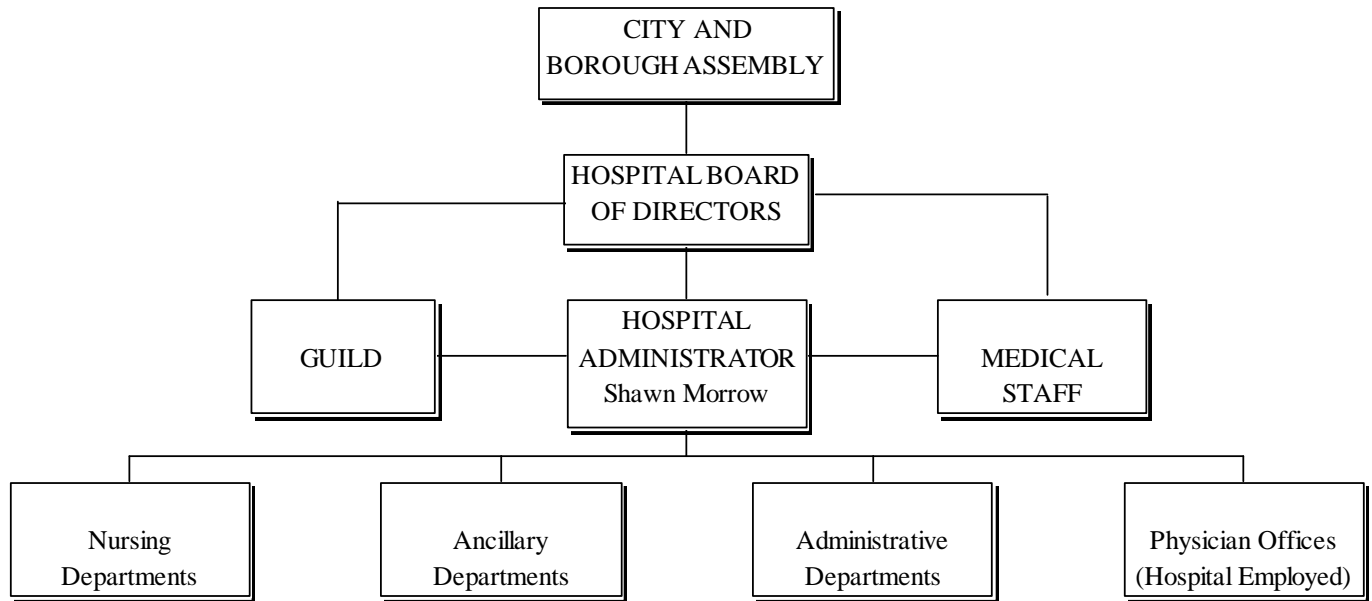 CITY AND
BOROUGH ASSEMBLY
HOSPITAL BOARD
OF DIRECTORS
GUILD
HOSPITAL
ADMINISTRATOR
Shawn Morrow
MEDICAL
STAFF
Nursing
Departments
Ancillary
Departments
Administrative
Departments
Physician Offices
(Hospital Employed)